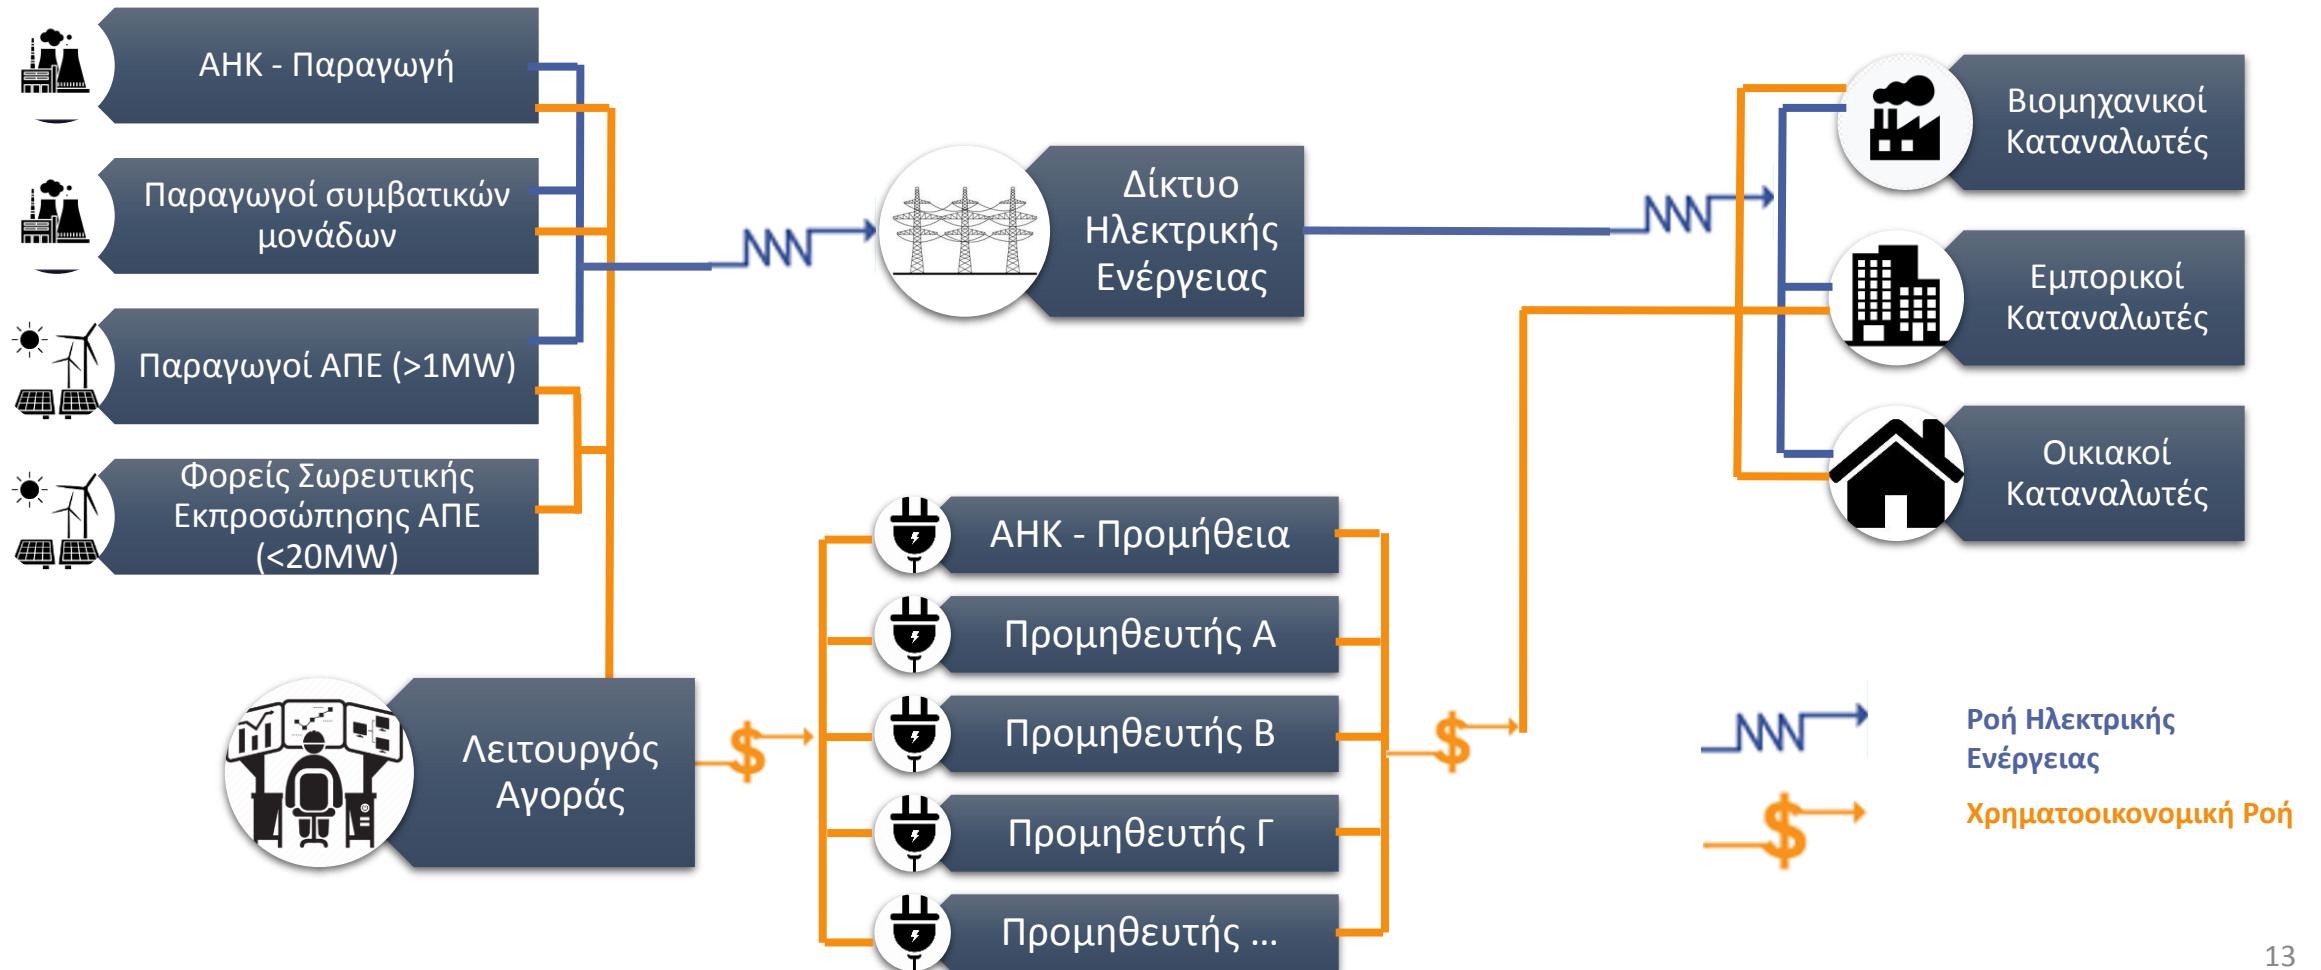 ΑΗΚ - Παραγωγή
Παραγωγοί συμβατικών
μονάδων
Παραγωγοί ΑΠΕ (>1MW)
Φορείς Σωρευτικής
Εκπροσώπησης ΑΠΕ
(<20MW)
Λειτουργός
Αγοράς
Δίκτυο
Ηλεκτρικής
Ενέργειας
ΑΗΚ - Προμήθεια
Προμηθευτής Α
Προμηθευτής Β
Προμηθευτής Γ
Προμηθευτής ...
Βιομηχανικοί
Καταναλωτές
Εμπορικοί
Καταναλωτές
Οικιακοί
Καταναλωτές
Ροή Ηλεκτρικής
Ενέργειας
Χρηματοοικονομική Ροή
13